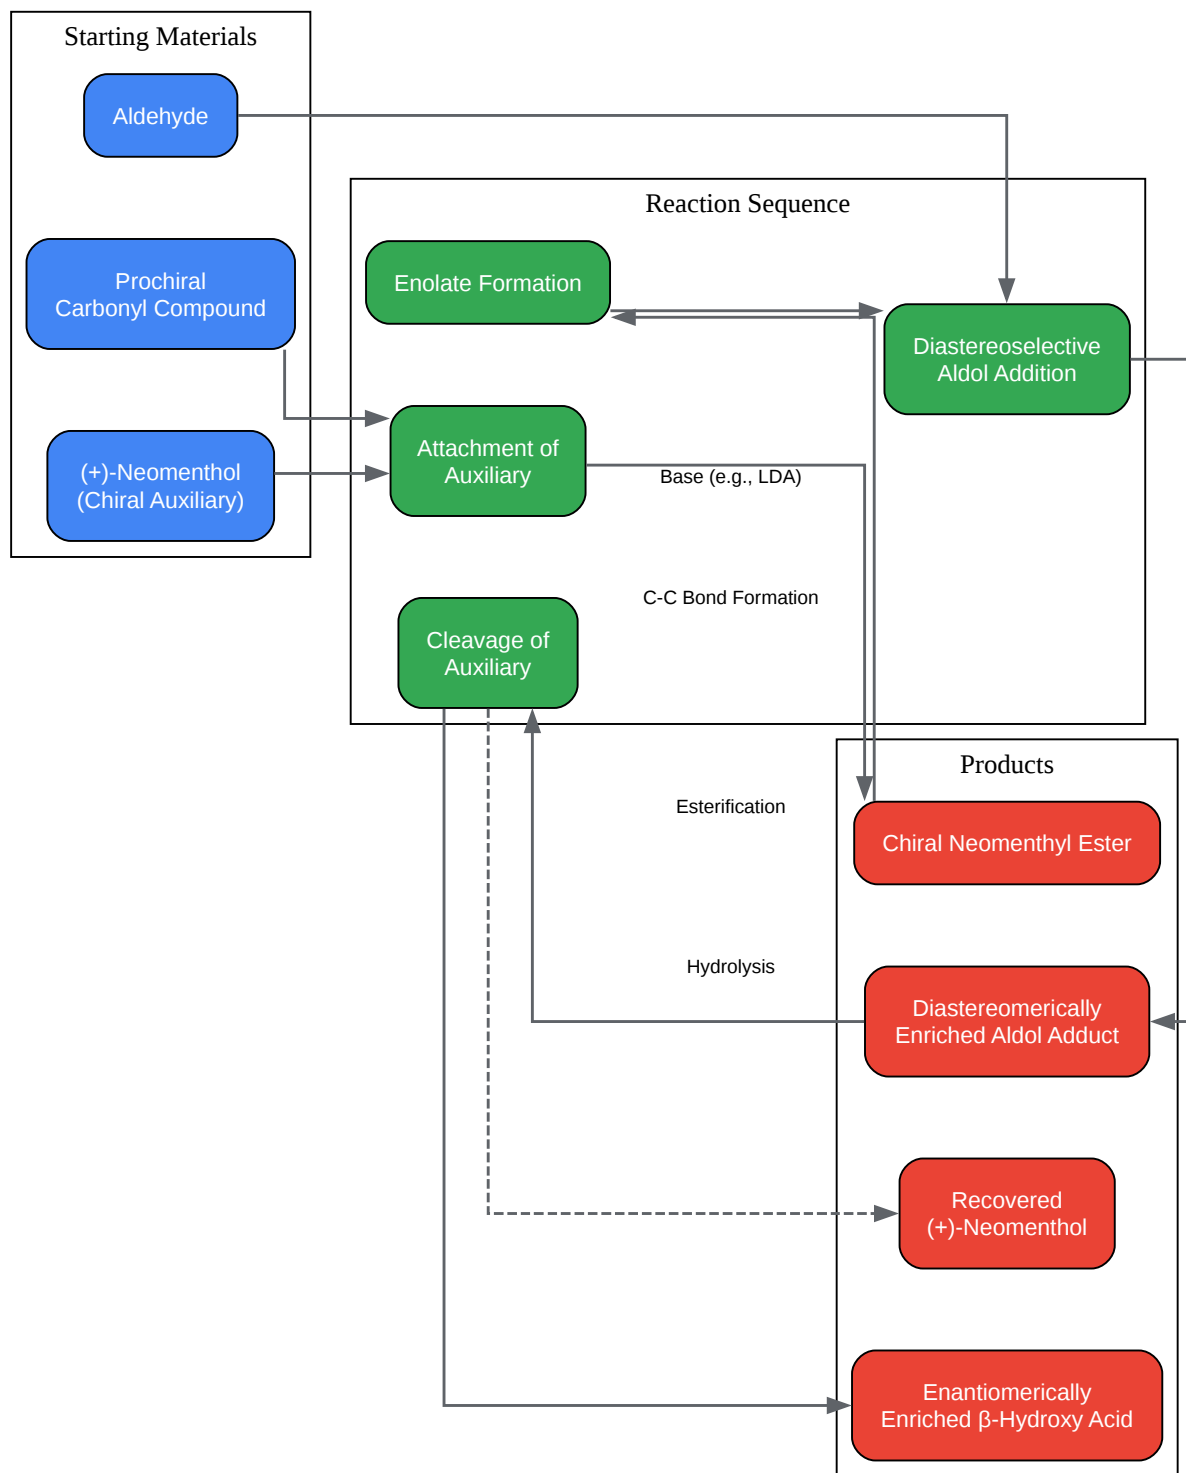 Starting Materials
Aldehyde
Prochiral
Carbonyl Compound
(+)-Neomenthol
(Chiral Auxiliary)
Reaction Sequence
Enolate Formation
Diastereoselective
Aldol Addition
Attachment of
Auxiliary
Base (e.g., LDA)
C-C Bond Formation
Cleavage of
Auxiliary
Products
Esterification
Chiral Neomenthyl Ester
Hydrolysis
Diastereomerically
Enriched Aldol Adduct
Recovered
(+)-Neomenthol
Enantiomerically
Enriched β-Hydroxy Acid